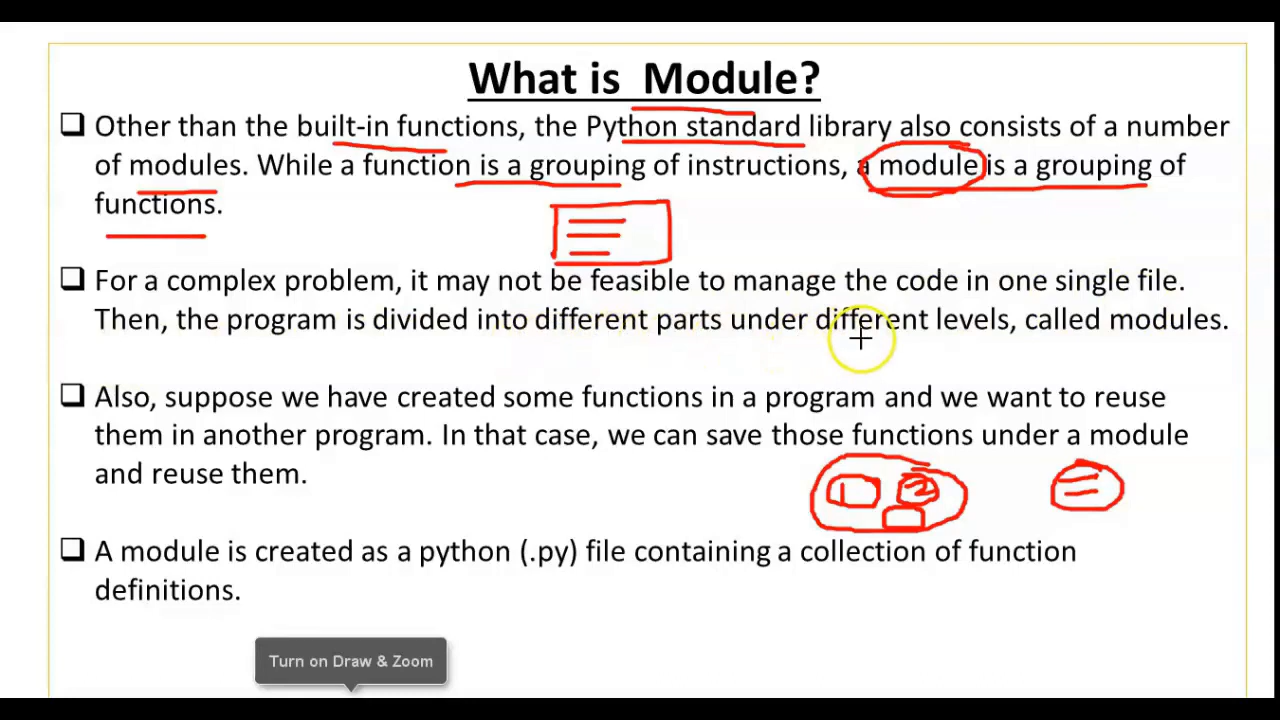 What is Module?
❑ Other than the built-in functions, the Python standard library also consists of a number
of modules. While a function is a grouping of instructions, a module is a grouping of
functions.
❑ For a complex problem, it may not be feasible to manage the code in one single file.
Then, the program is divided into different parts under different levels, called modules.
❑ Also, suppose we have created some functions in a program and we want to reuse
them in another program. In that case, we can save those functions under a module
and reuse them.
1 2
❑ A module is created as a python (.py) file containing a collection of function
definitions.
Turn on Draw & Zoom